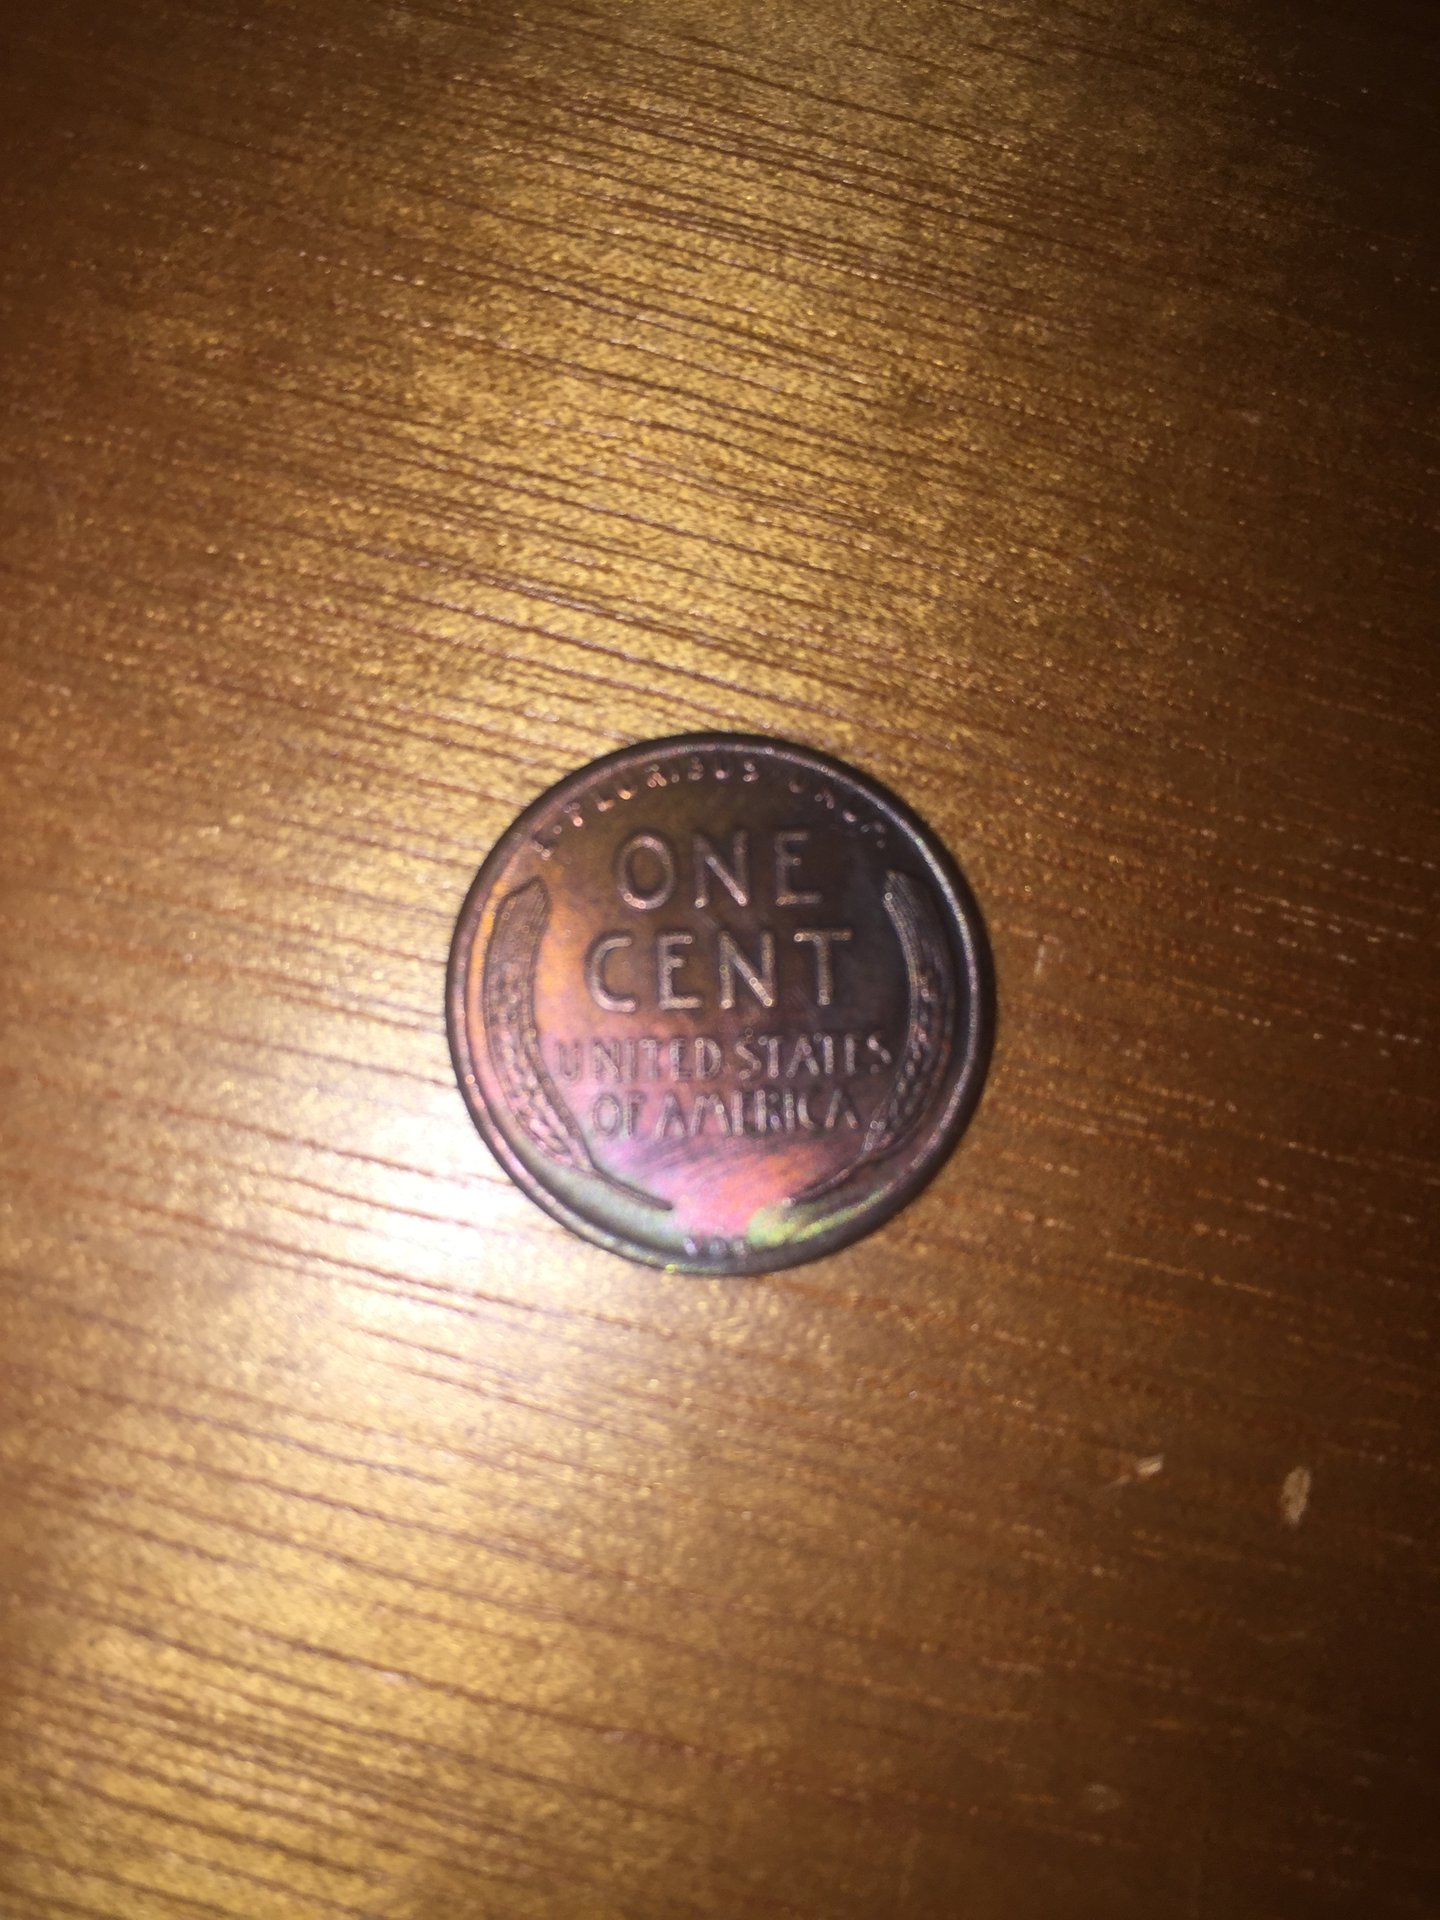 E·PLURIBUS·UNUM
ONE
CENT
UNITED STATES
OF AMERICA